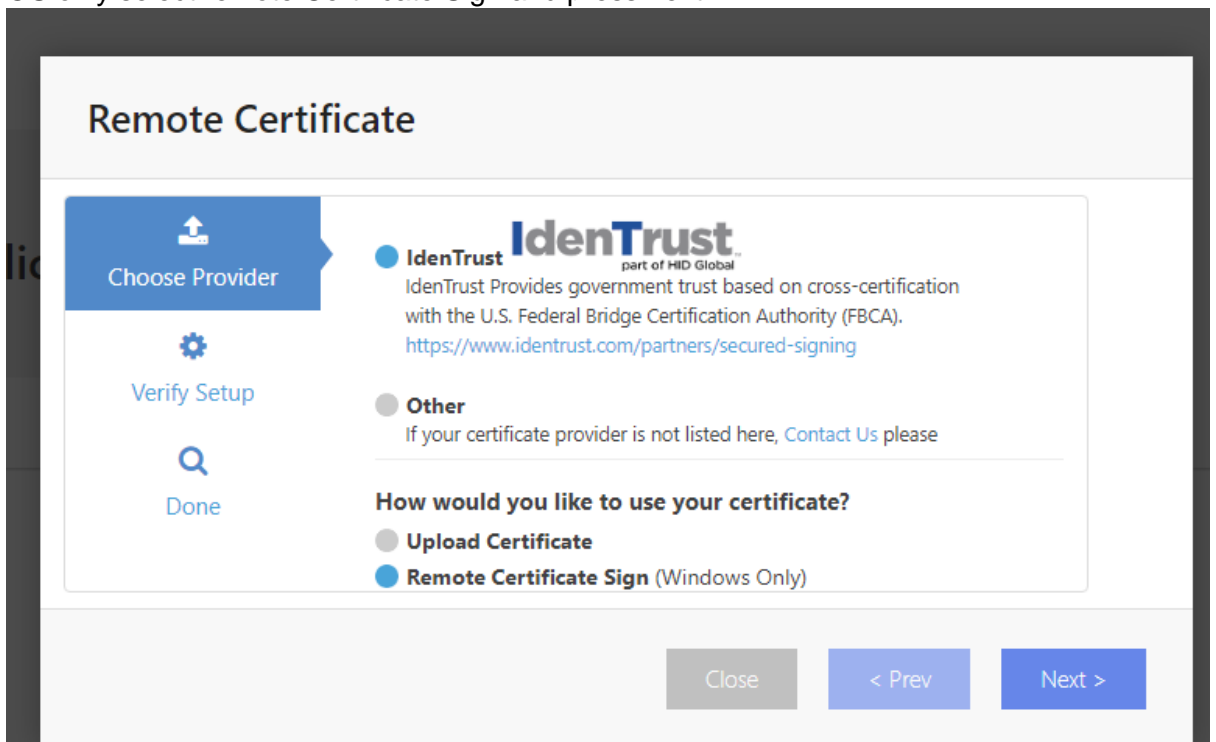 Remote Certificate
Choose Provider
Verify Setup
Done
IdenTrust IdenTrust
part of HID Global
IdenTrust Provides government trust based on cross-certification
with the U.S. Federal Bridge Certification Authority (FBCA).
https://www.identrust.com/partners/secured-signing
Other
If your certificate provider is not listed here, Contact Us please
How would you like to use your certificate?
Upload Certificate
Remote Certificate Sign (Windows Only)
Close
< Prev
Next >